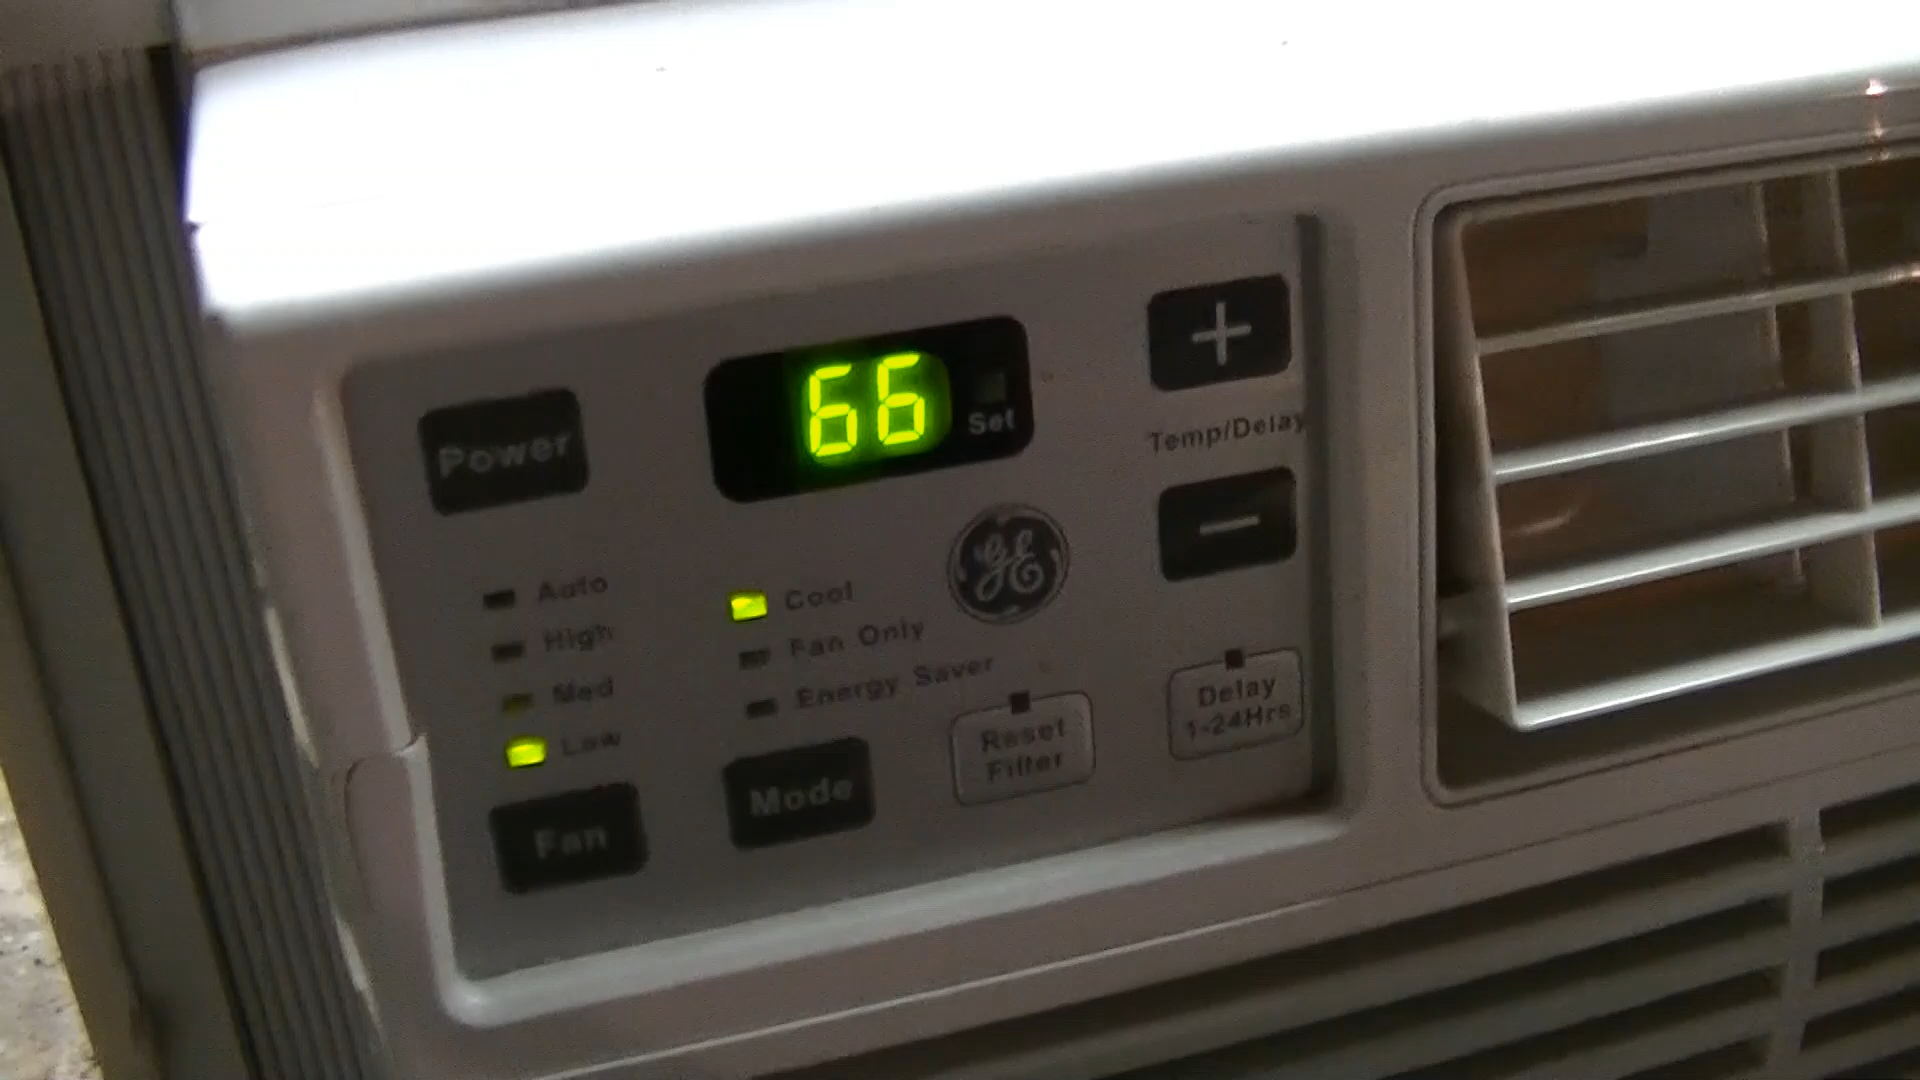 66
Set
Power
+
Temp/Delay
−
GE
Auto
High
Med
Low
Fan
Cool
Fan Only
Energy Saver
Mode
Reset
Filter
Delay
1-24Hrs